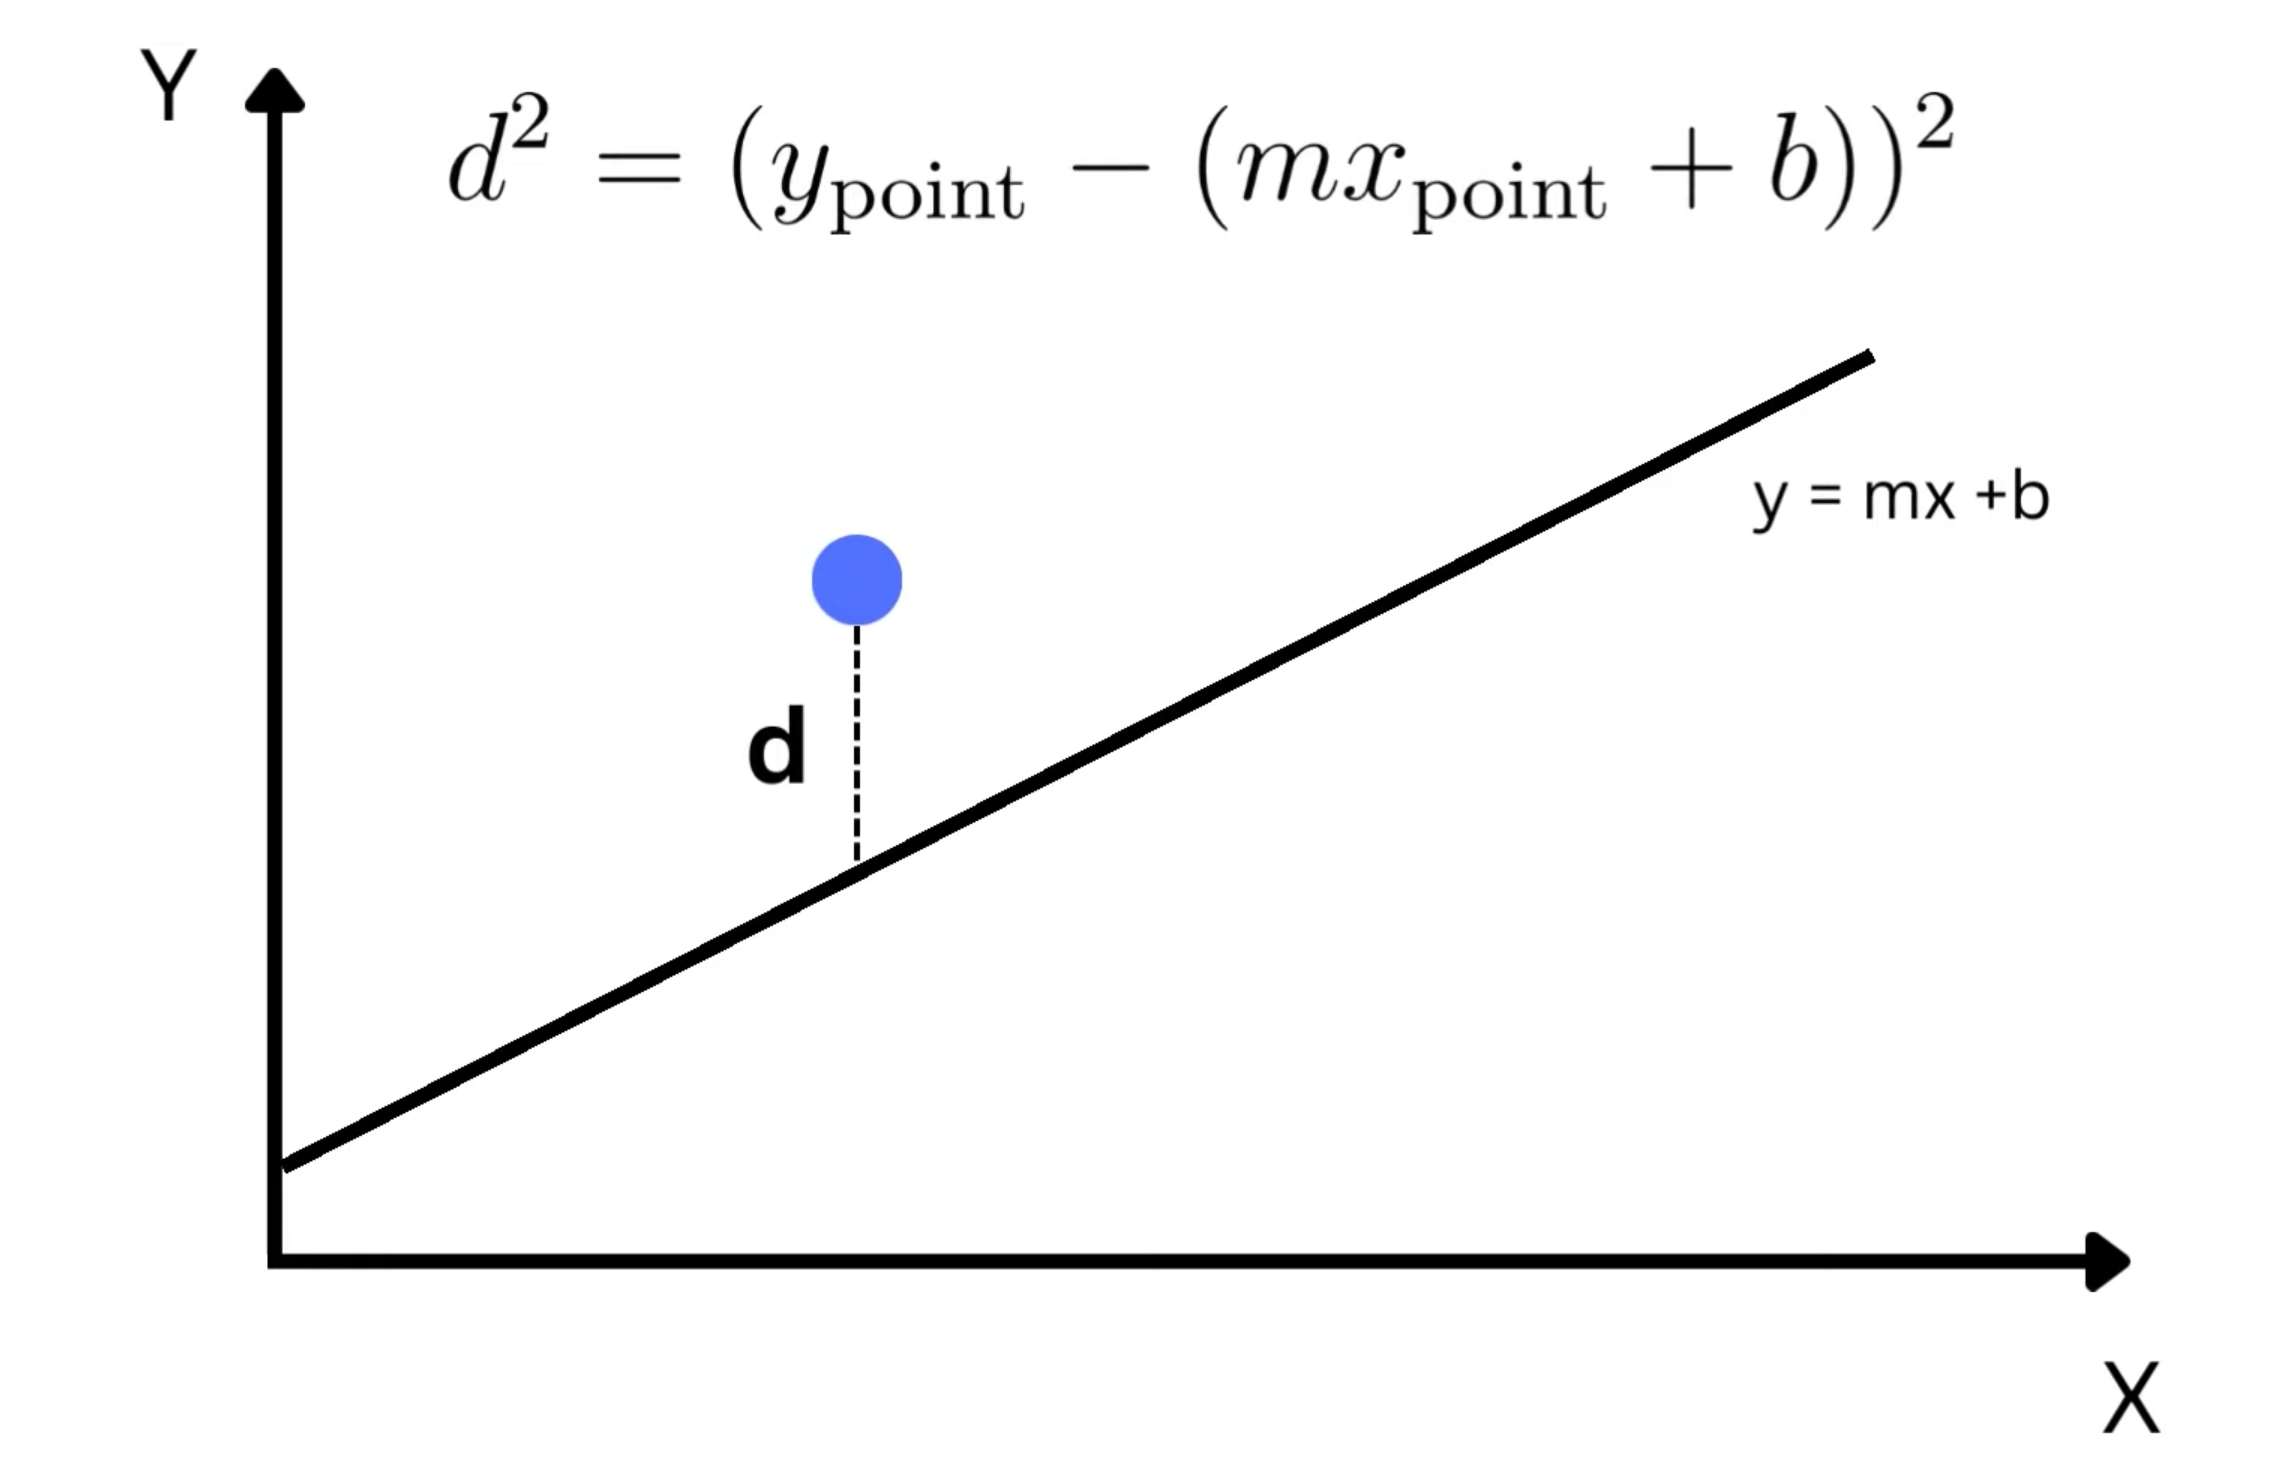 Y
d² = (y_point − (mx_point + b))²
y = mx +b
d
X